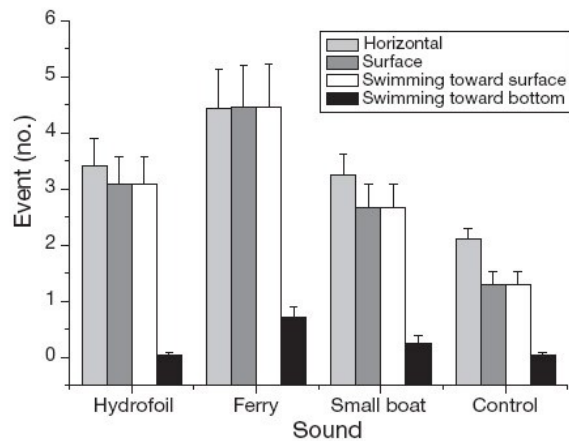 6
5
4
3
2
1
0
Event (no.)
Horizontal
Surface
Swimming toward surface
Swimming toward bottom
Hydrofoil Ferry Small boat Control
Sound